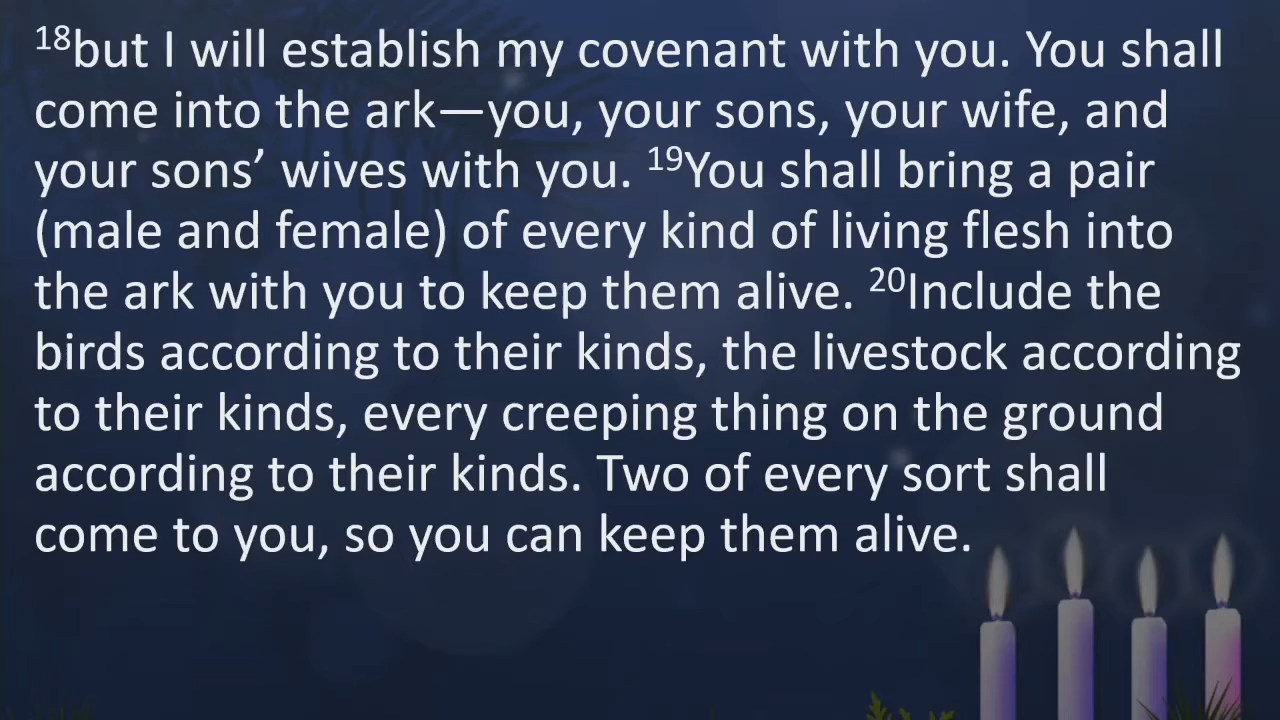 18but I will establish my covenant with you. You shall
come into the ark—you, your sons, your wife, and
your sons’ wives with you. 19You shall bring a pair
(male and female) of every kind of living flesh into
the ark with you to keep them alive. 20Include the
birds according to their kinds, the livestock according
to their kinds, every creeping thing on the ground
according to their kinds. Two of every sort shall
come to you, so you can keep them alive.